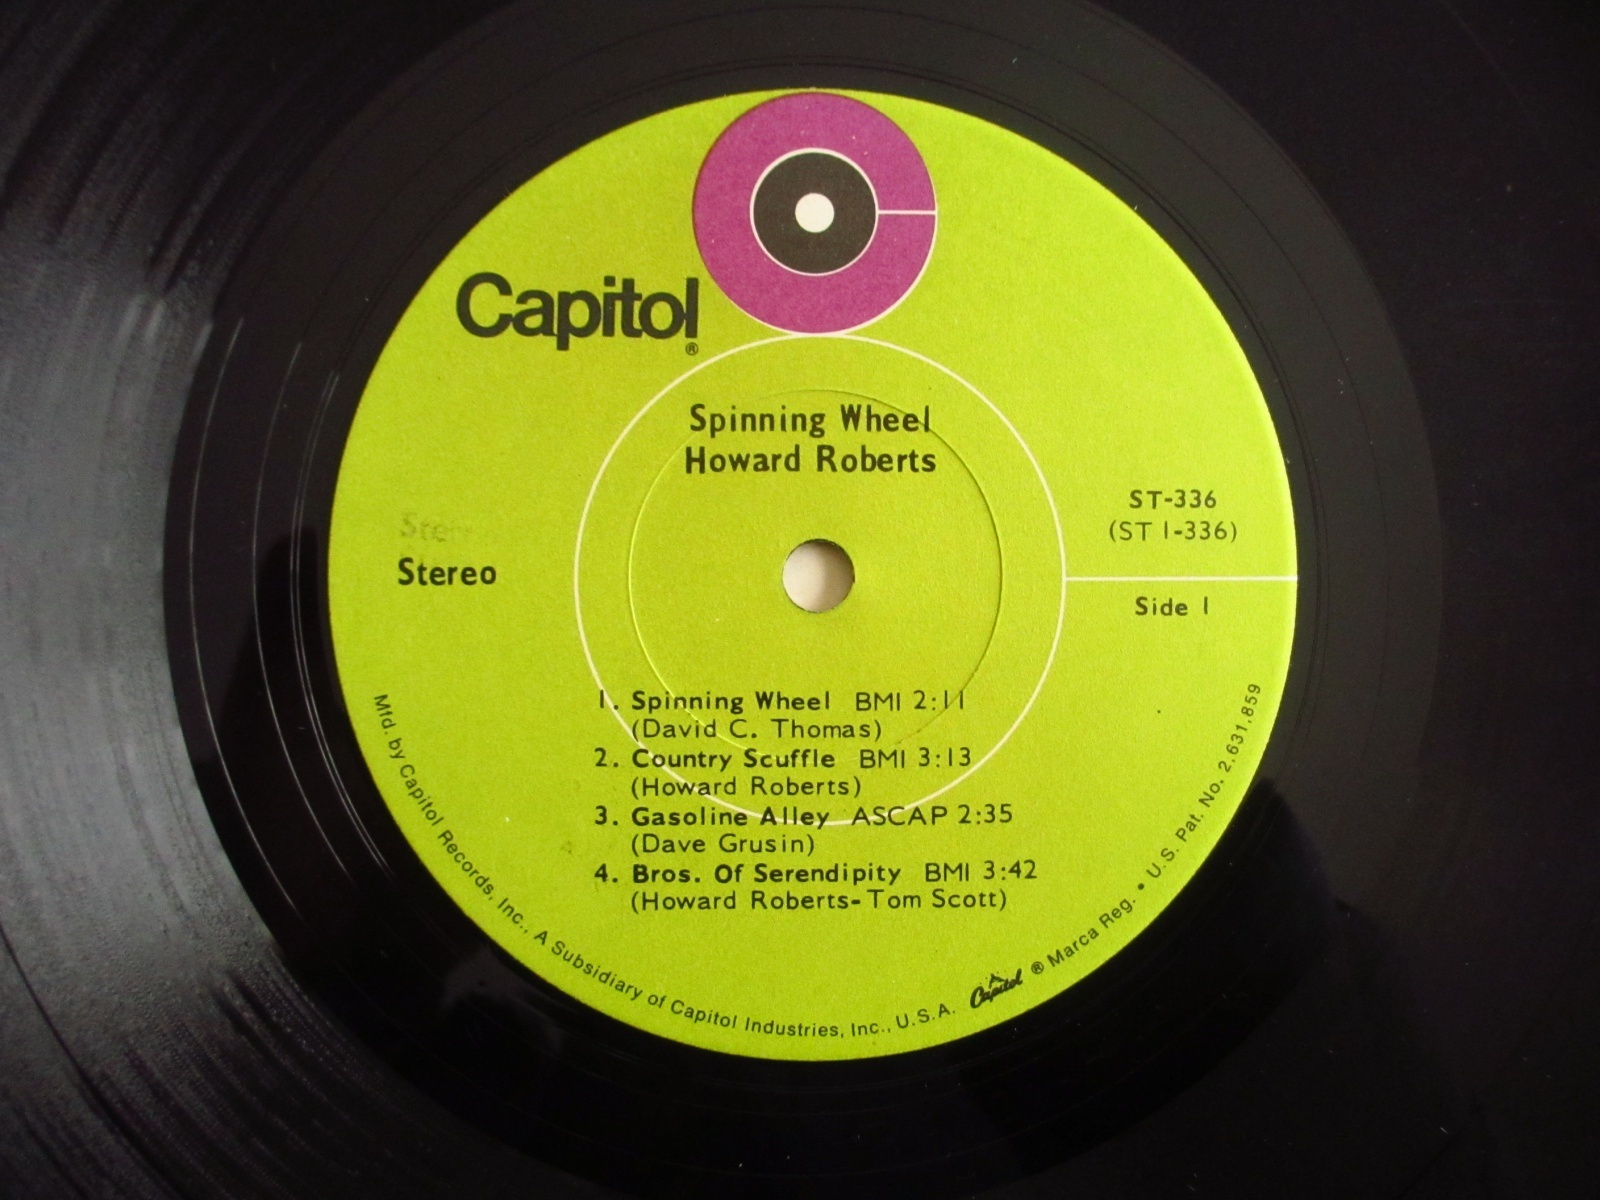 Capitol®
Spinning Wheel
Howard Roberts
ST-336
(ST 1-336)
Stereo
Side 1
1. Spinning Wheel BMI 2:11
(David C. Thomas)
2. Country Scuffle BMI 3:13
(Howard Roberts)
3. Gasoline Alley ASCAP 2:35
(Dave Grusin)
4. Bros. Of Serendipity BMI 3:42
(Howard Roberts-Tom Scott)
Mfd. by Capitol Records, Inc., A Subsidiary of Capitol Industries, Inc., U.S.A. Capitol ® Marca Reg. • U.S. Pat. No. 2,631,859